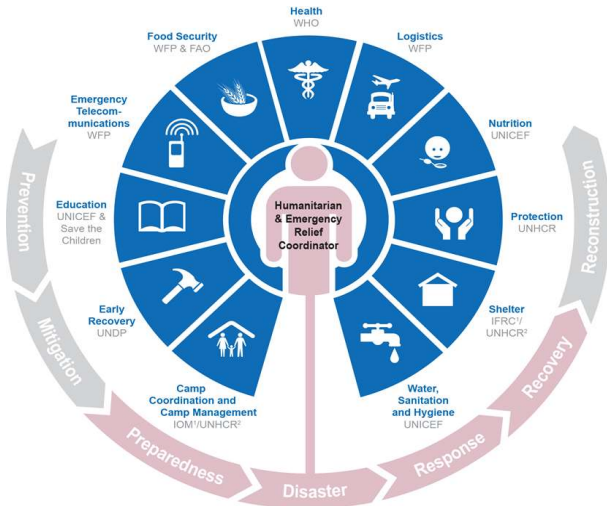 Health
WHO
Food Security
WFP & FAO
Logistics
WFP
Emergency
Telecom-
munications
WFP
Nutrition
UNICEF
Education
UNICEF &
Save the
Children
Humanitarian
& Emergency
Relief
Coordinator
Protection
UNHCR
Early
Recovery
UNDP
Shelter
IFRC¹/
UNHCR²
Camp
Coordination and
Camp Management
IOM¹/UNHCR²
Water,
Sanitation
and Hygiene
UNICEF
Prevention
Mitigation
Preparedness
Disaster
Response
Recovery
Reconstruction